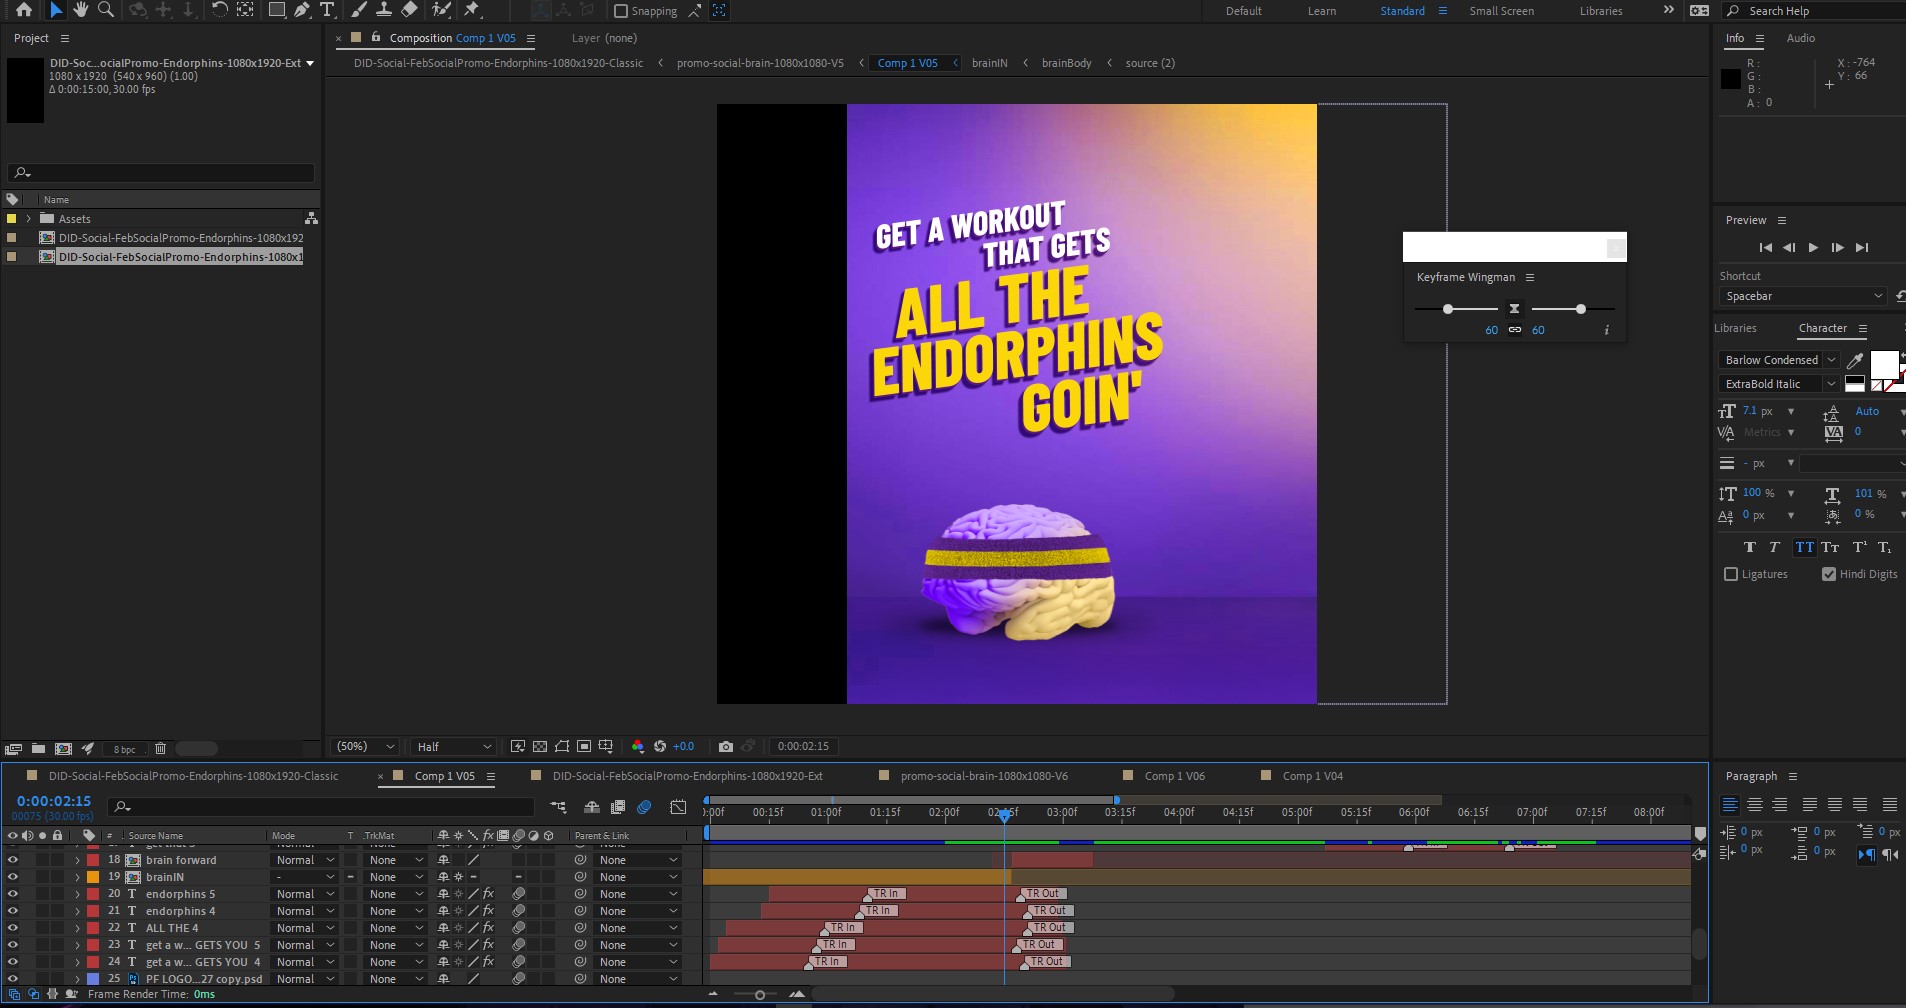 Snapping
Default
Learn
Standard
Small Screen
Libraries
Search Help
Project
Composition Comp 1 V05
Layer (none)
Info
Audio
DID-Soc...ocialPromo-Endorphins-1080x1920-Ext
1080 x 1920 (540 x 960) (1.00)
Δ 0:00:15:00, 30.00 fps
DID-Social-FebSocialPromo-Endorphins-1080x1920-Classic
promo-social-brain-1080x1080-V5
Comp 1 V05
brainIN
brainBody
source (2)
R :
G :
B :
A : 0
X : -764
Y : 66
Name
Assets
DID-Social-FebSocialPromo-Endorphins-1080x192
DID-Social-FebSocialPromo-Endorphins-1080x1
GET A WORKOUT
THAT GETS
ALL THE
ENDORPHINS
GOIN'
Keyframe Wingman
60
60
i
Preview
Shortcut
Spacebar
Libraries
Character
Barlow Condensed
ExtraBold Italic
7.1 px
Auto
Metrics
0
- px
100 %
101 %
0 px
0 %
Ligatures
Hindi Digits
8 bpc
(50%)
Half
+0.0
0:00:02:15
DID-Social-FebSocialPromo-Endorphins-1080x1920-Classic
Comp 1 V05
DID-Social-FebSocialPromo-Endorphins-1080x1920-Ext
promo-social-brain-1080x1080-V6
Comp 1 V06
Comp 1 V04
Paragraph
0:00:02:15
00075 (30.00 fps)
:00f 00:15f 01:00f 01:15f 02:00f 03:00f 03:15f 04:00f 04:15f 05:00f 05:15f 06:00f 06:15f 07:00f 07:15f 08:00f
# Source Name Mode T .TrkMat Parent & Link
18 brain forward Normal None None
19 brainIN - None None
20 T endorphins 5 Normal None fx None TR In TR Out
21 T endorphins 4 Normal None fx None TR In TR Out
22 T ALL THE 4 Normal None None TR In TR Out
23 T get a w... GETS YOU 5 Normal None fx None TR In TR Out
24 T get a w... GETS YOU 4 Normal None fx None TR In TR Out
25 PF LOGO...27 copy.psd Normal None None
0 px 0 px 0 px
0 px 0 px
Frame Render Time: 0ms